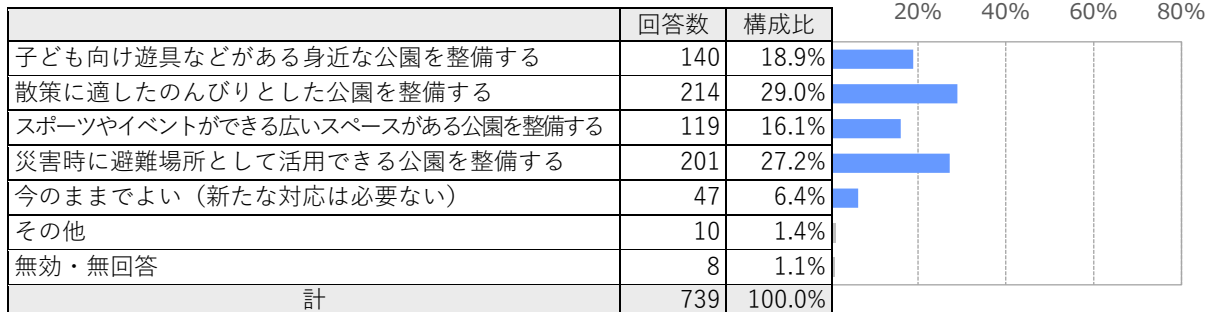 20% 40% 60% 80%
回答数 構成比
子ども向け遊具などがある身近な公園を整備する 140 18.9%
散策に適したのんびりとした公園を整備する 214 29.0%
スポーツやイベントができる広いスペースがある公園を整備する 119 16.1%
災害時に避難場所として活用できる公園を整備する 201 27.2%
今のままでよい（新たな対応は必要ない） 47 6.4%
その他 10 1.4%
無効・無回答 8 1.1%
計 739 100.0%